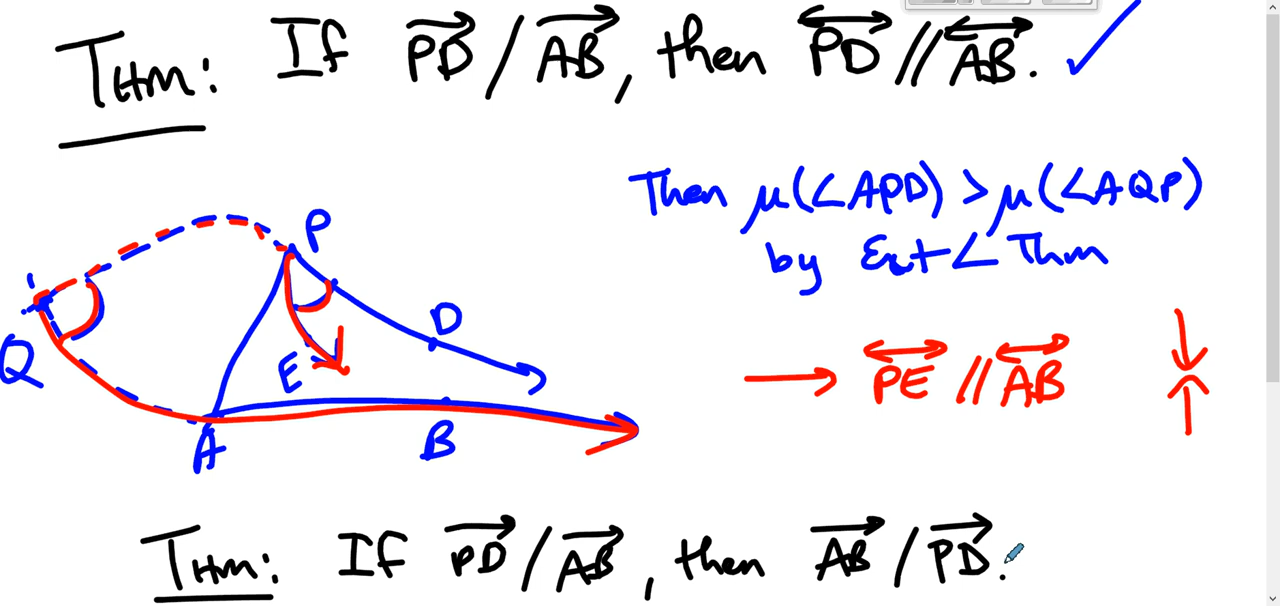 THM: If PD / AB, then PD // AB. ✓
Then μ(∠APD) > μ(∠AQP)
by Ext ∠ Thm
P
D
Q
E
→ PE // AB
A
B
THM: If PD / AB, then AB / PD.